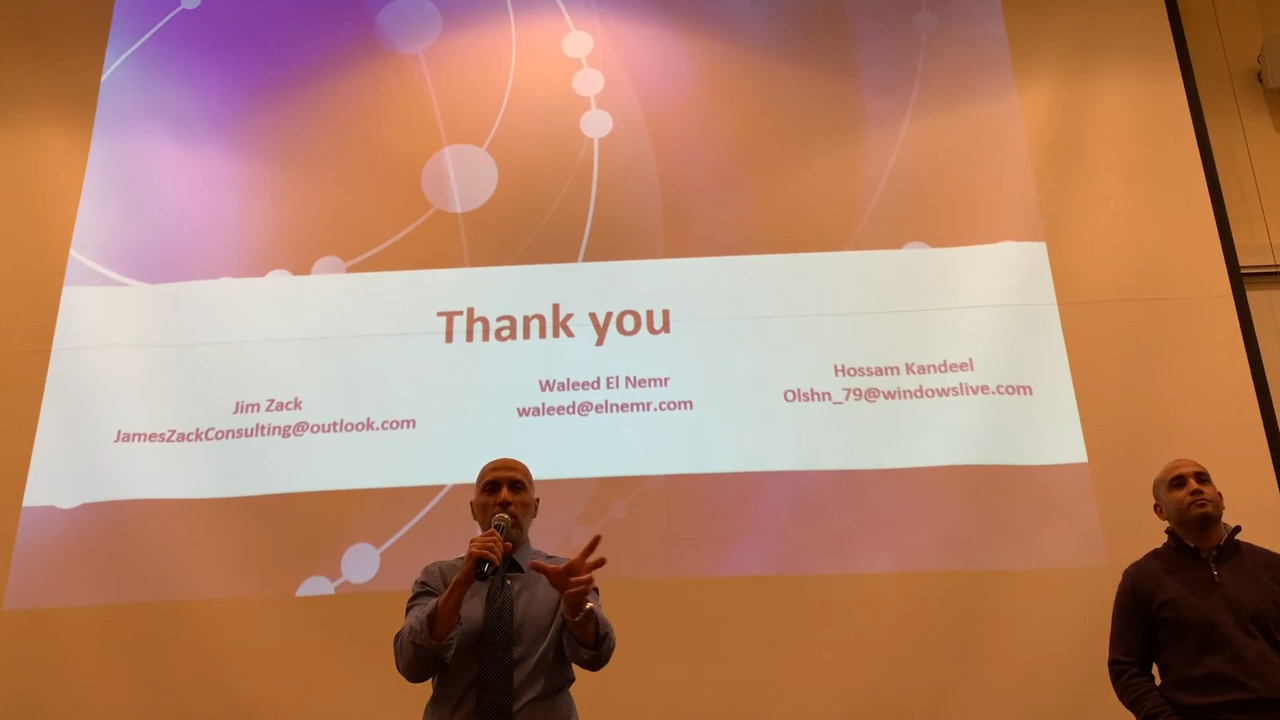 Thank you
Jim Zack
JamesZackConsulting@outlook.com
Waleed El Nemr
waleed@elnemr.com
Hossam Kandeel
Olshn_79@windowslive.com